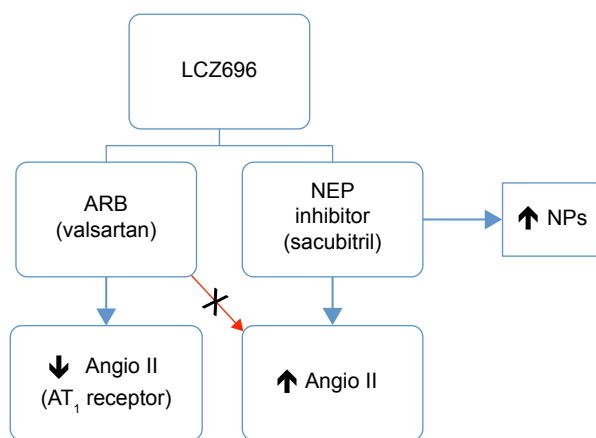 LCZ696
ARB
(valsartan)
NEP
inhibitor
(sacubitril)
↑ NPs
↓ Angio II
(AT₁ receptor)
↑ Angio II